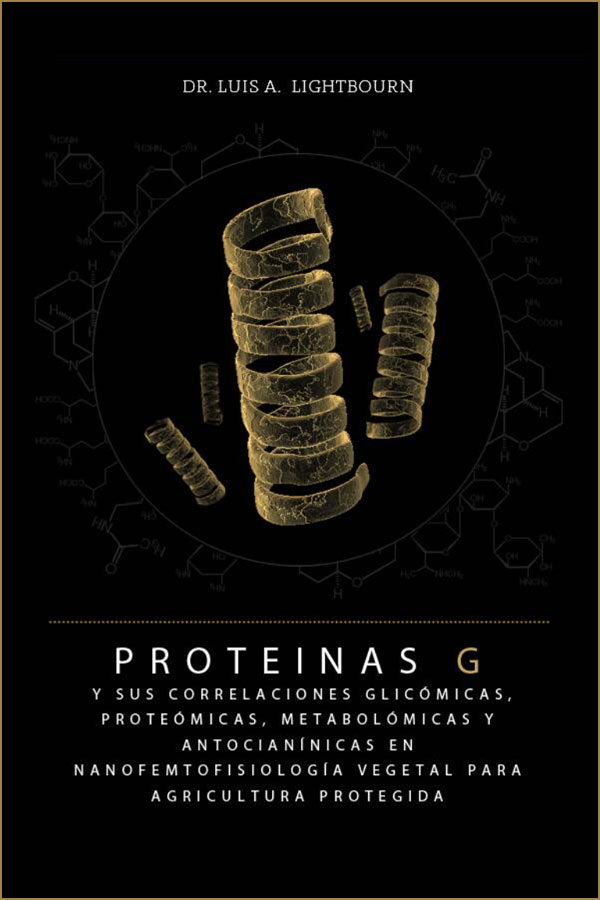 DR. LUIS A. LIGHTBOURN
PROTEINAS G
Y SUS CORRELACIONES GLICÓMICAS,
PROTEÓMICAS, METABOLÓMICAS Y
ANTOCIANÍNICAS EN
NANOFEMTOFISIOLOGÍA VEGETAL PARA
AGRICULTURA PROTEGIDA